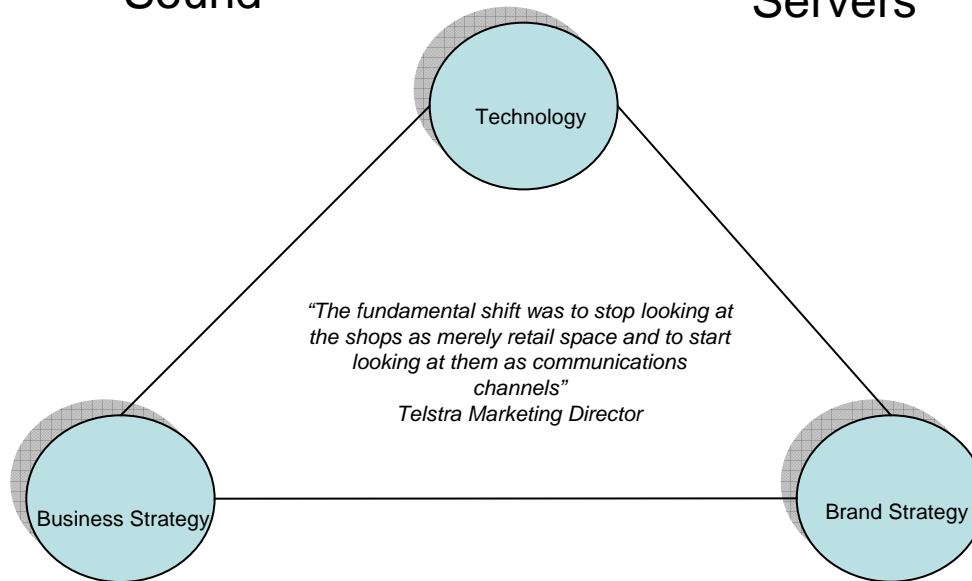 Sound
Servers
Technology
“The fundamental shift was to stop looking at
the shops as merely retail space and to start
looking at them as communications
channels”
Telstra Marketing Director
Business Strategy
Brand Strategy